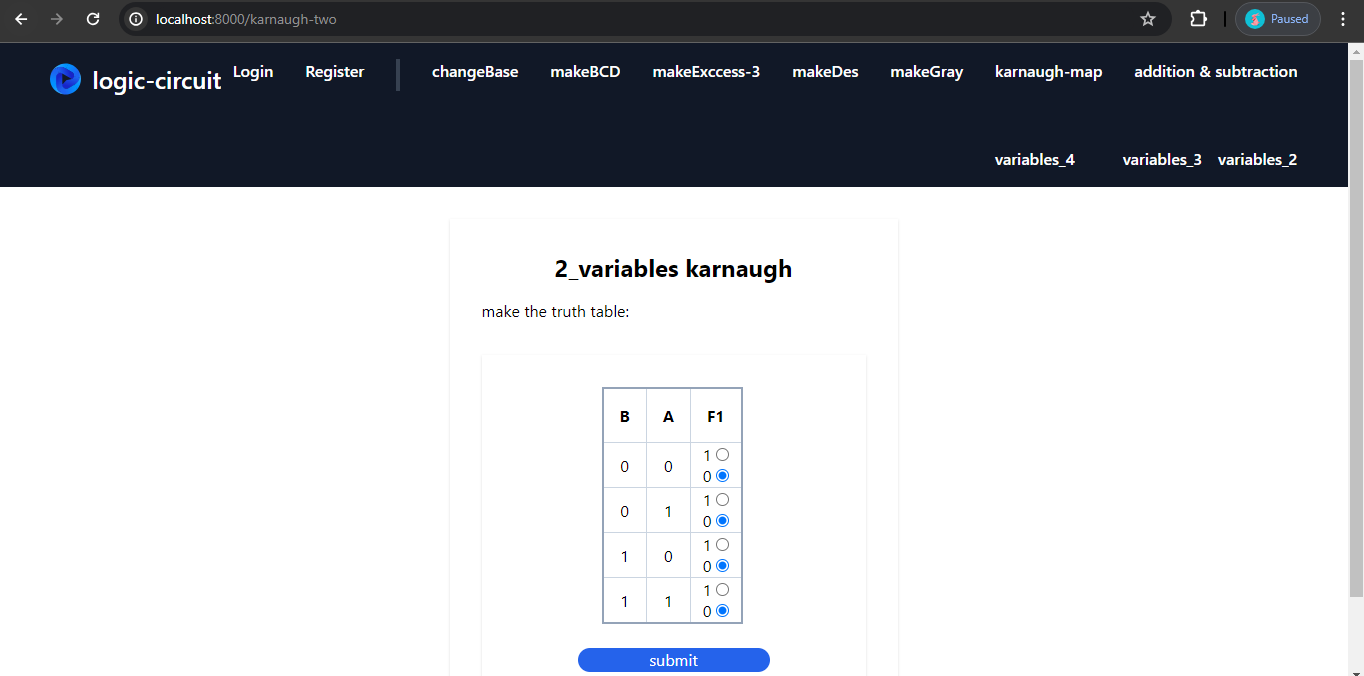 localhost:8000/karnaugh-two
Paused
logic-circuit Login Register changeBase makeBCD makeExccess-3 makeDes makeGray karnaugh-map addition & subtraction
variables_4 variables_3 variables_2
2_variables karnaugh
make the truth table:
B A F1
0 0 1
0
0 1 1
0
1 0 1
0
1 1 1
0
submit